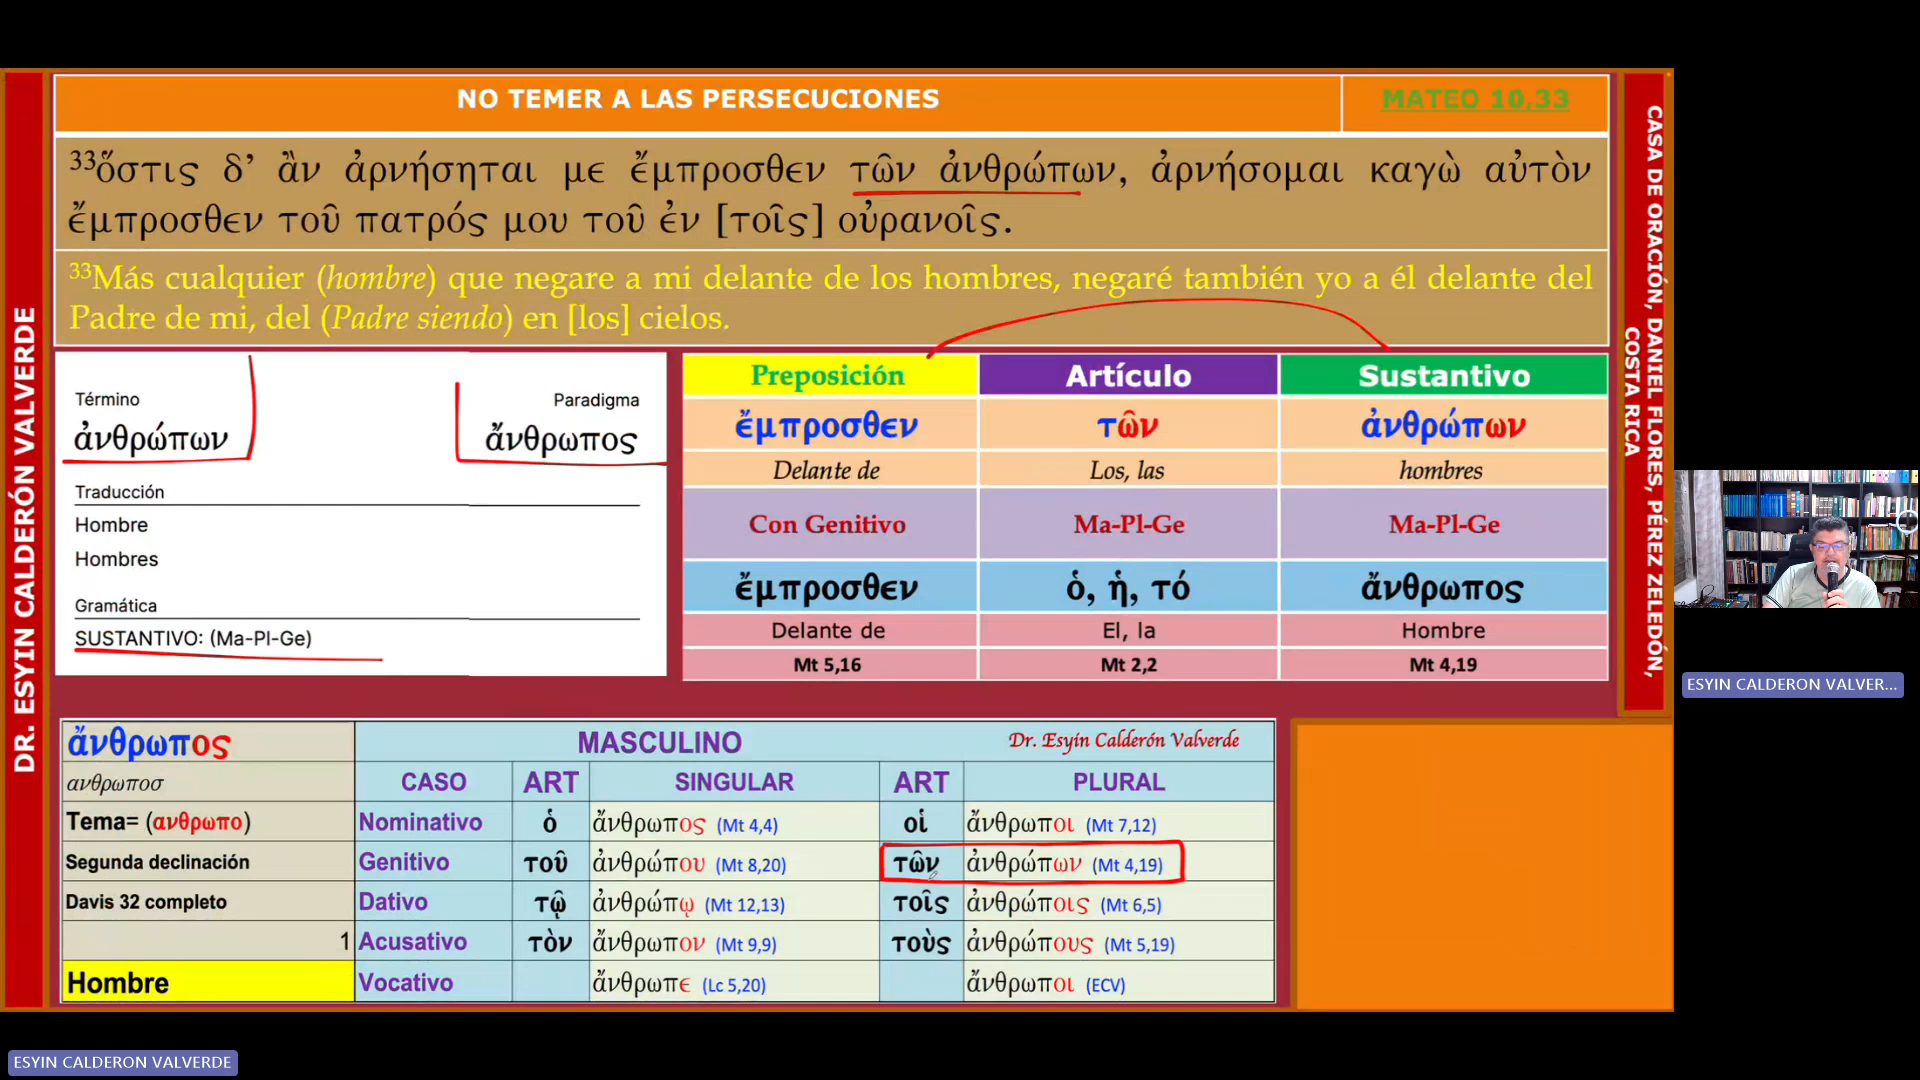 NO TEMER A LAS PERSECUCIONES
MATEO 10,33
³³ὅστις δ’ ἂν ἀρνήσηται με ἔμπροσθεν τῶν ἀνθρώπων, ἀρνήσομαι καγὼ αὐτὸν
ἔμπροσθεν τοῦ πατρός μου τοῦ ἐν [τοῖς] οὐρανοῖς.
³³Más cualquier (hombre) que negare a mi delante de los hombres, negaré también yo a él delante del
Padre de mi, del (Padre siendo) en [los] cielos.
DR. ESYIN CALDERÓN VALVERDE
CASA DE ORACIÓN, DANIEL FLORES, PÉREZ ZELEDÓN,
COSTA RICA
Término Paradigma
ἀνθρώπων ἄνθρωπος
Traducción
Hombre
Hombres
Gramática
SUSTANTIVO: (Ma-Pl-Ge)
Preposición Artículo Sustantivo
ἔμπροσθεν τῶν ἀνθρώπων
Delante de Los, las hombres
Con Genitivo Ma-Pl-Ge Ma-Pl-Ge
ἔμπροσθεν ὁ, ἡ, τό ἄνθρωπος
Delante de El, la Hombre
Mt 5,16 Mt 2,2 Mt 4,19
ἄνθρωπος MASCULINO Dr. Esyín Calderón Valverde
ανθρωποσ CASO ART SINGULAR ART PLURAL
Tema= (ανθρωπο) Nominativo ὁ ἄνθρωπος (Mt 4,4) οἱ ἄνθρωποι (Mt 7,12)
Segunda declinación Genitivo τοῦ ἀνθρώπου (Mt 8,20) τῶν ἀνθρώπων (Mt 4,19)
Davis 32 completo Dativo τῷ ἀνθρώπῳ (Mt 12,13) τοῖς ἀνθρώποις (Mt 6,5)
1 Acusativo τὸν ἄνθρωπον (Mt 9,9) τοὺς ἀνθρώπους (Mt 5,19)
Hombre Vocativo ἄνθρωπε (Lc 5,20) ἄνθρωποι (ECV)
ESYIN CALDERON VALVER...
ESYIN CALDERON VALVERDE